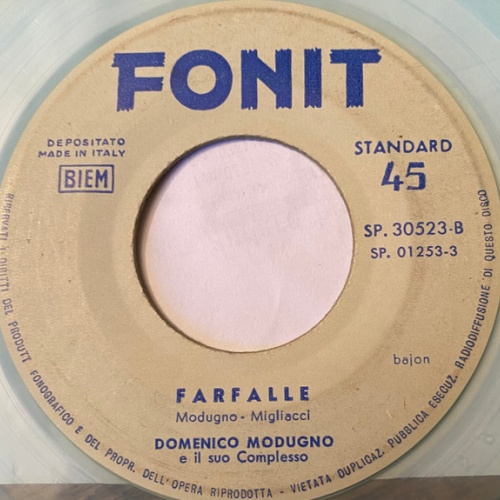 FONIT
DEPOSITATO
MADE IN ITALY
BIEM
STANDARD
45
SP. 30523-B
SP. 01253-3
bajon
FARFALLE
Modugno - Migliacci
DOMENICO MODUGNO
e il suo Complesso
RISERVATI I DIRITTI DEL PRODUTT FONOGRAFICO E DEL PROPR. DELL'OPERA RIPRODOTTA - VIETATA DUPLICAZ. PUBBLICA ESECUZ. RADIODIFFUSIONE DI QUESTO DISCO